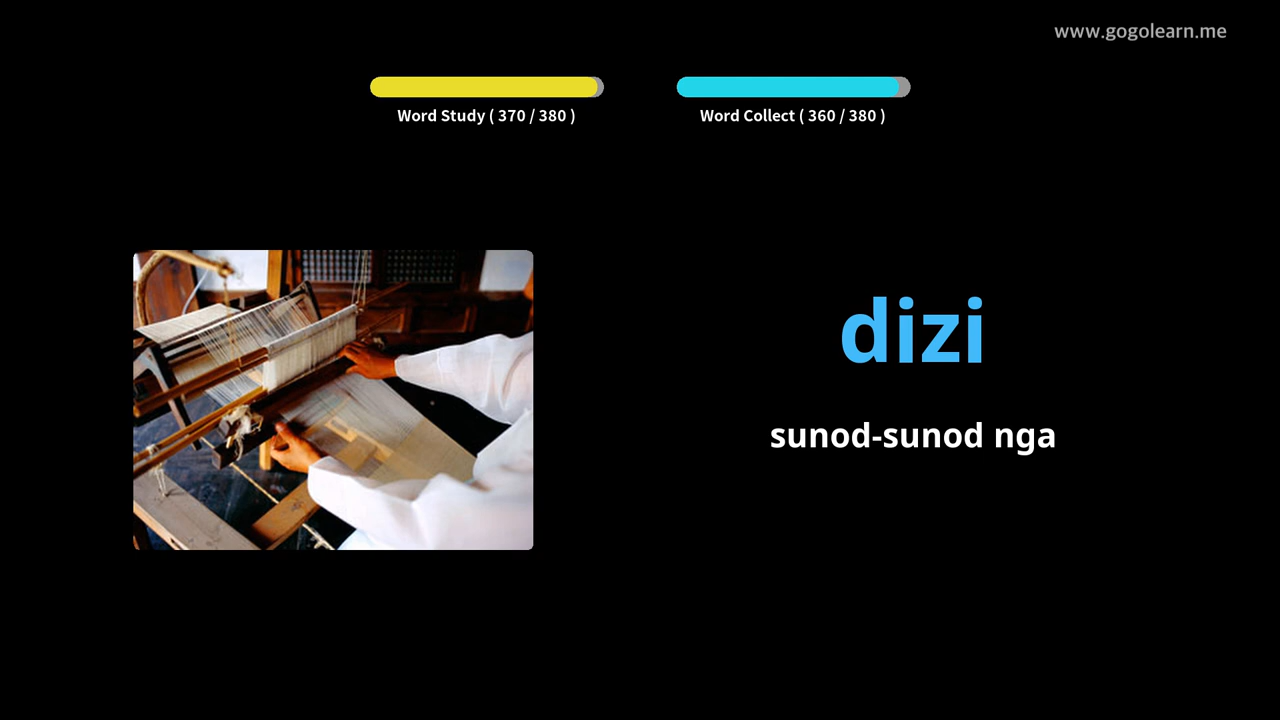 www.gogolearn.me
Word Study ( 370 / 380 )
Word Collect ( 360 / 380 )
dizi
sunod-sunod nga